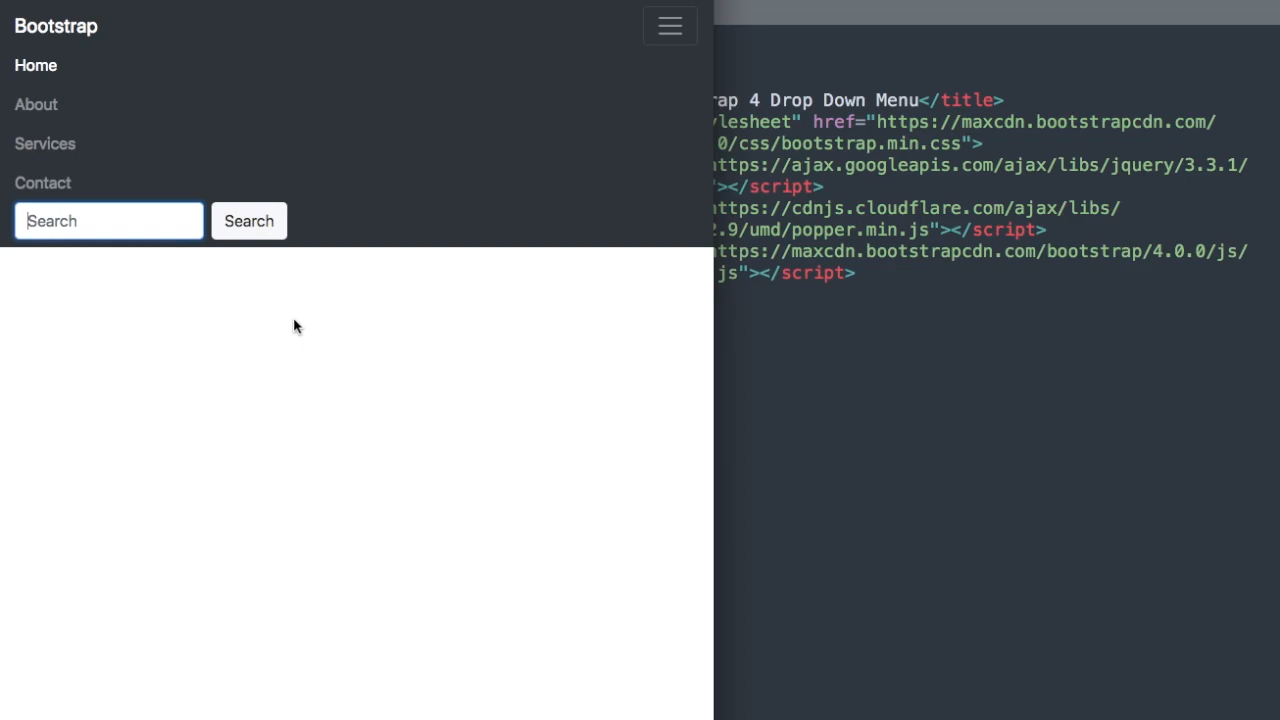 Bootstrap
Home
About
Services
Contact
Search Search
rap 4 Drop Down Menu</title>
lesheet" href="https://maxcdn.bootstrapcdn.com/
0/css/bootstrap.min.css">
ttps://ajax.googleapis.com/ajax/libs/jquery/3.3.1/
"></script>
ttps://cdnjs.cloudflare.com/ajax/libs/
.9/umd/popper.min.js"></script>
ttps://maxcdn.bootstrapcdn.com/bootstrap/4.0.0/js/
js"></script>